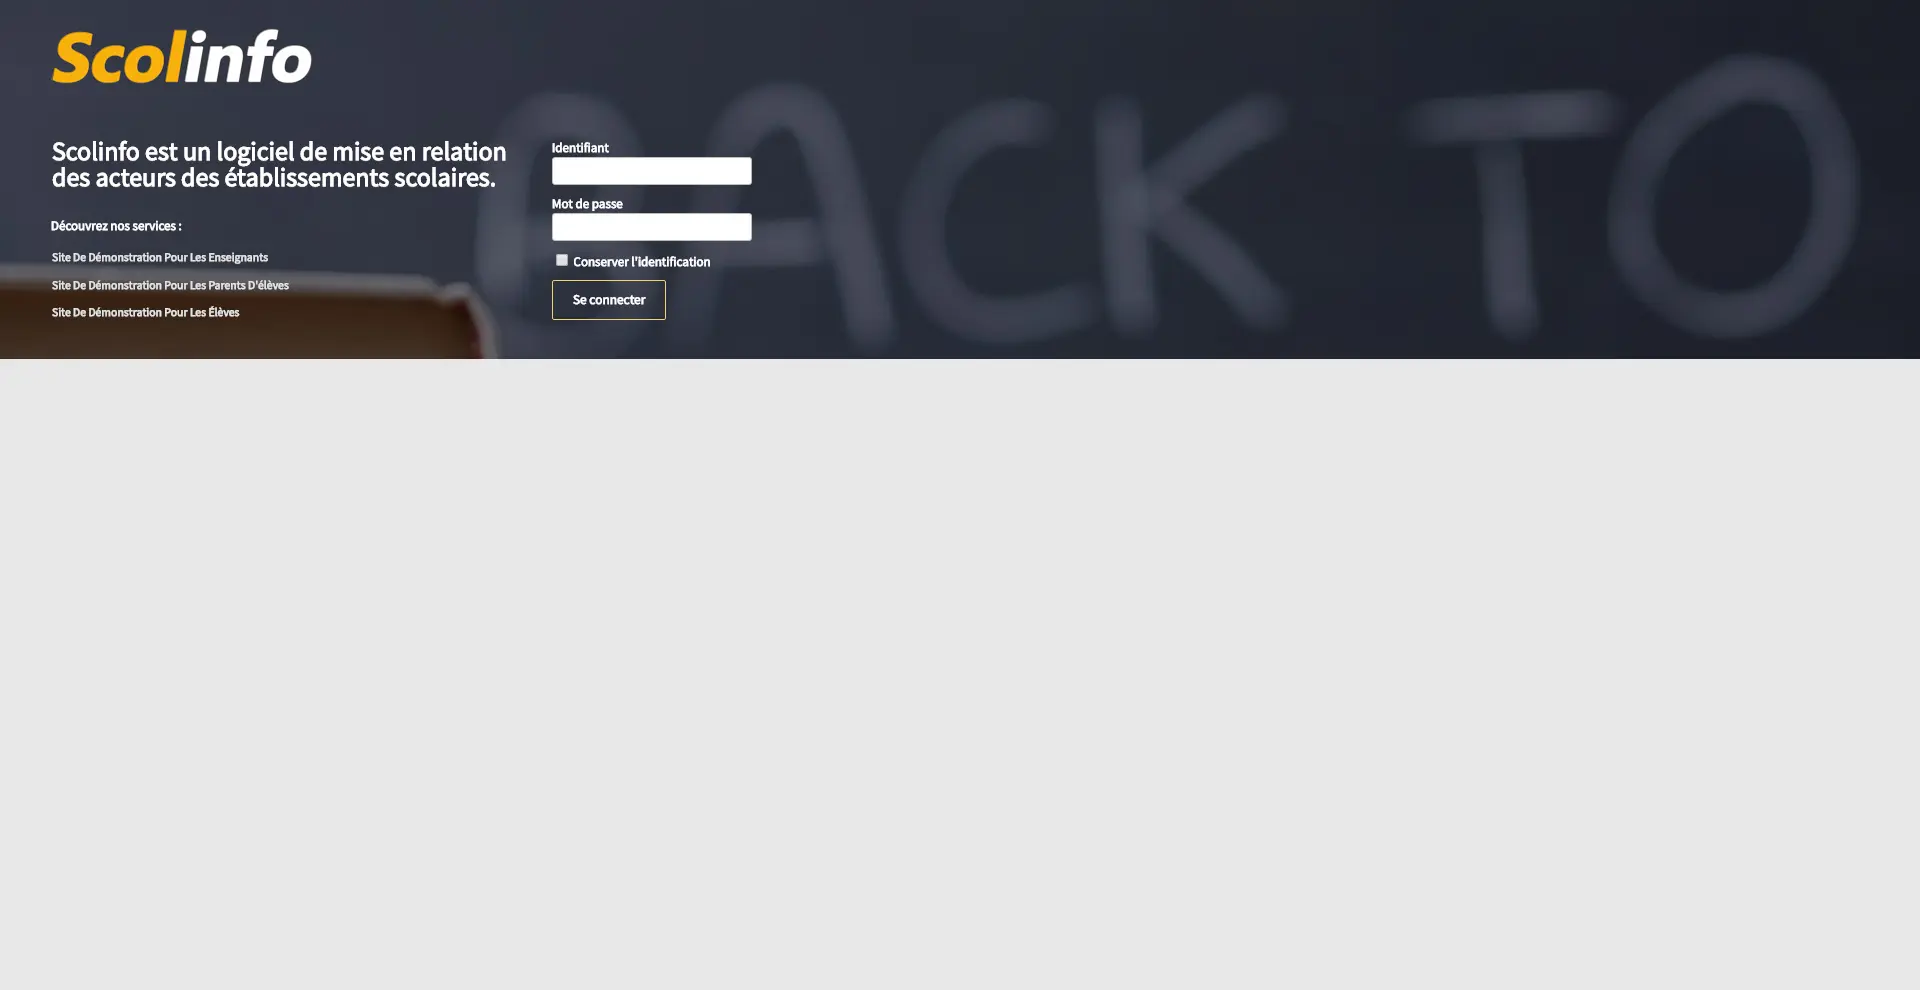 Scolinfo
Scolinfo est un logiciel de mise en relation
des acteurs des établissements scolaires.
Découvrez nos services :
Site De Démonstration Pour Les Enseignants
Site De Démonstration Pour Les Parents D'élèves
Site De Démonstration Pour Les Élèves
Identifiant
Mot de passe
Conserver l'identification
Se connecter
BACK TO